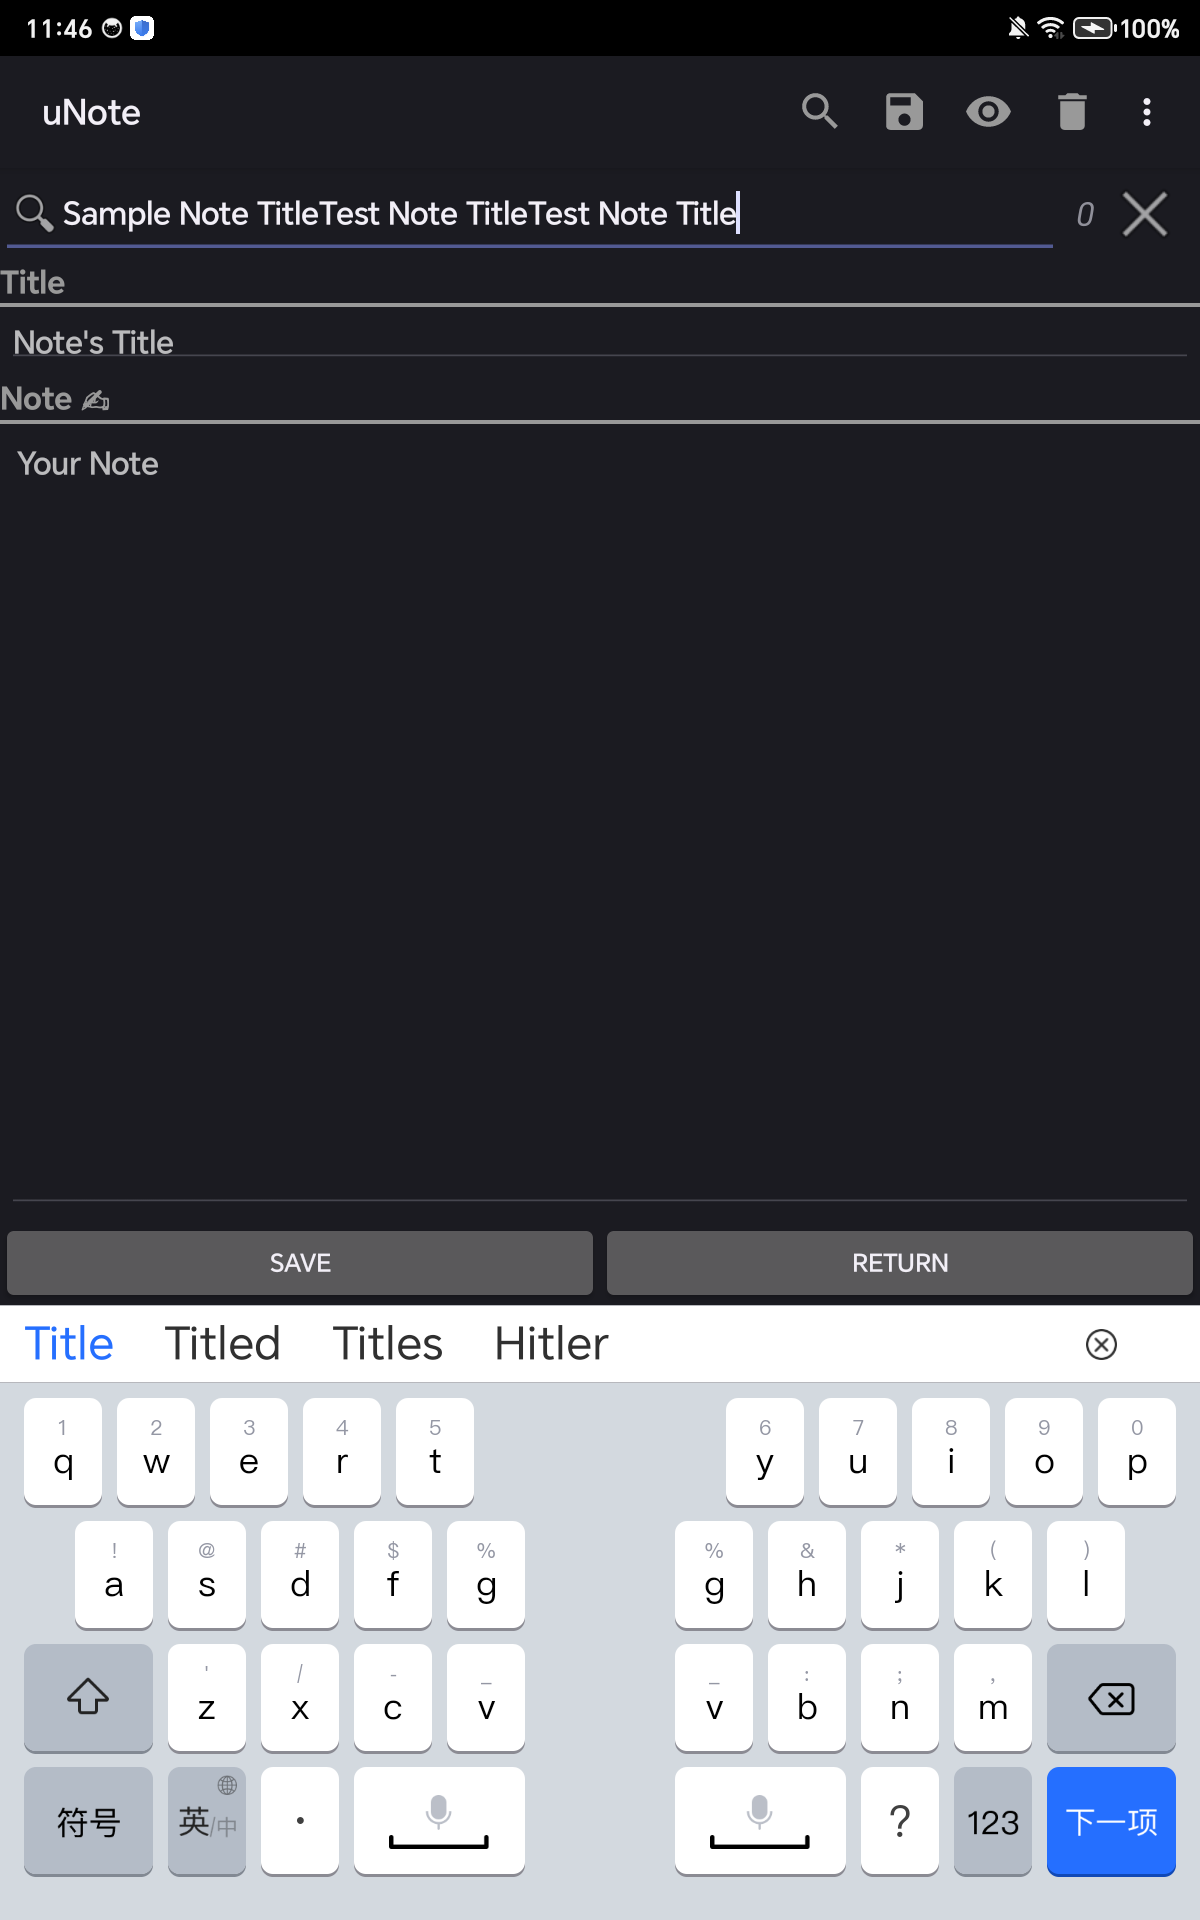 11:46 100%
uNote
Sample Note TitleTest Note TitleTest Note Title 0
Title
Note's Title
Note ✍
Your Note
SAVE RETURN
Title Titled Titles Hitler
1 2 3 4 5 6 7 8 9 0
q w e r t y u i o p
! @ # $ % % & * ( )
a s d f g g h j k l
' / - _ _ : ; ,
z x c v v b n m
符号 英/中 · ? 123 下一项